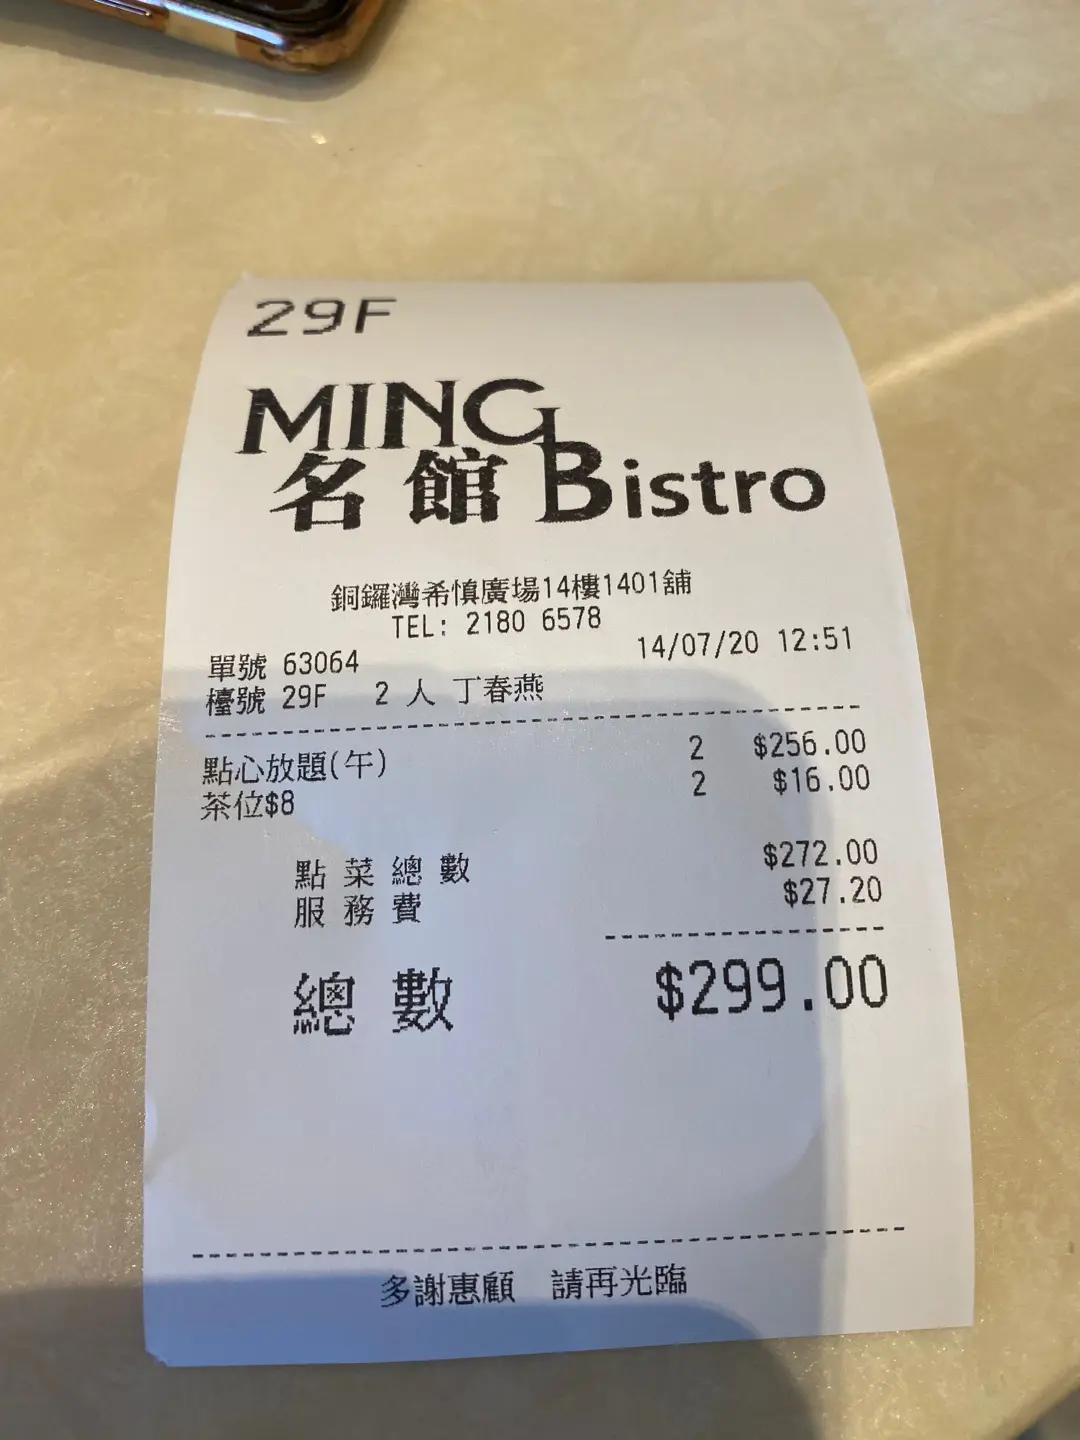 29F
MING
名館 Bistro
銅鑼灣希慎廣場14樓1401舖
TEL: 2180 6578
單號 63064 14/07/20 12:51
檯號 29F 2 人 丁春燕
點心放題(午) 2 $256.00
茶位$8 2 $16.00
點菜總數 $272.00
服務費 $27.20
總數 $299.00
多謝惠顧 請再光臨